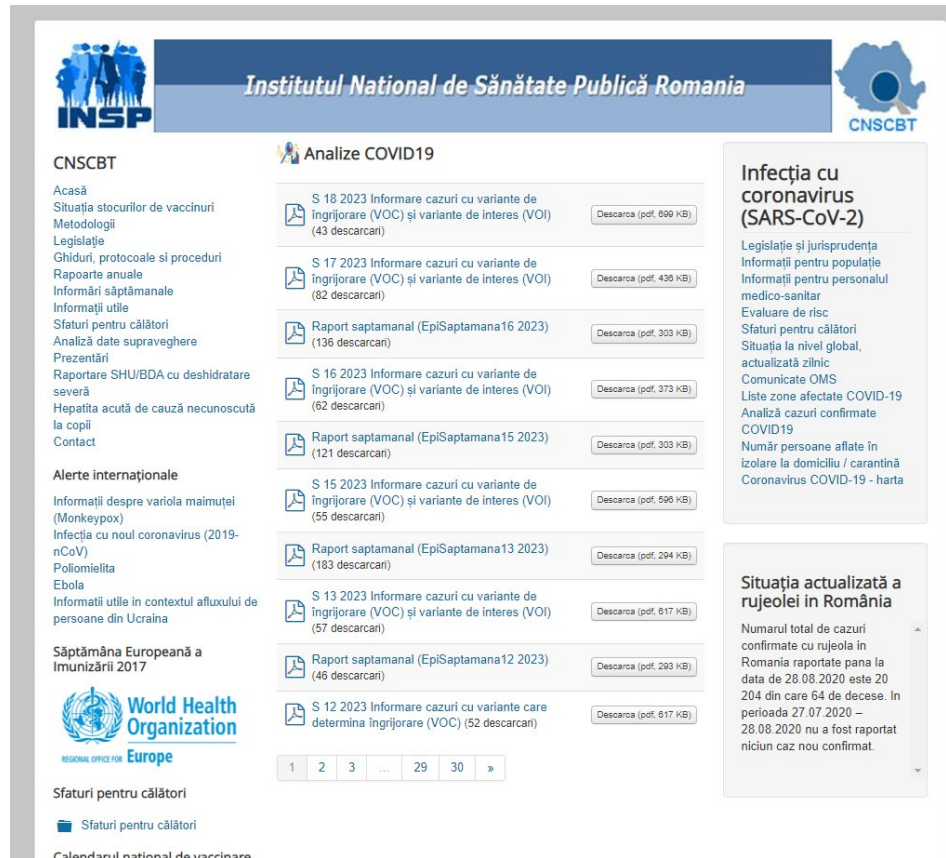 INSP
Institutul National de Sănătate Publică Romania
CNSCBT
CNSCBT
Acasă
Situația stocurilor de vaccinuri
Metodologii
Legislație
Ghiduri, protocoale si proceduri
Rapoarte anuale
Informări săptămanale
Informaţii utile
Sfaturi pentru călători
Analiză date supraveghere
Prezentări
Raportare SHU/BDA cu deshidratare
severă
Hepatita acută de cauză necunoscută
la copii
Contact
Alerte internaționale
Informații despre variola maimuței
(Monkeypox)
Infecția cu noul coronavirus (2019-
nCoV)
Poliomielita
Ebola
Informatii utile in contextul afluxului de
persoane din Ucraina
Săptămâna Europeană a
Imunizării 2017
World Health
Organization
REGIONAL OFFICE FOR Europe
Sfaturi pentru călători
Sfaturi pentru călători
Calendarul national de vaccinare
Analize COVID19
S 18 2023 Informare cazuri cu variante de
îngrijorare (VOC) și variante de interes (VOI)
(43 descarcari)
Descarca (pdf, 699 KB)
S 17 2023 Informare cazuri cu variante de
îngrijorare (VOC) și variante de interes (VOI)
(82 descarcari)
Descarca (pdf, 436 KB)
Raport saptamanal (EpiSaptamana16 2023)
(136 descarcari)
Descarca (pdf, 303 KB)
S 16 2023 Informare cazuri cu variante de
îngrijorare (VOC) și variante de interes (VOI)
(62 descarcari)
Descarca (pdf, 373 KB)
Raport saptamanal (EpiSaptamana15 2023)
(121 descarcari)
Descarca (pdf, 303 KB)
S 15 2023 Informare cazuri cu variante de
îngrijorare (VOC) și variante de interes (VOI)
(55 descarcari)
Descarca (pdf, 596 KB)
Raport saptamanal (EpiSaptamana13 2023)
(183 descarcari)
Descarca (pdf, 294 KB)
S 13 2023 Informare cazuri cu variante de
îngrijorare (VOC) și variante de interes (VOI)
(57 descarcari)
Descarca (pdf, 617 KB)
Raport saptamanal (EpiSaptamana12 2023)
(46 descarcari)
Descarca (pdf, 293 KB)
S 12 2023 Informare cazuri cu variante care
determina îngrijorare (VOC) (52 descarcari)
Descarca (pdf, 617 KB)
1 2 3 ... 29 30 »
Infecția cu
coronavirus
(SARS-CoV-2)
Legislație și jurisprudența
Informații pentru populație
Informații pentru personalul
medico-sanitar
Evaluare de risc
Sfaturi pentru călători
Situația la nivel global,
actualizată zilnic
Comunicate OMS
Liste zone afectate COVID-19
Analiză cazuri confirmate
COVID19
Număr persoane aflate în
izolare la domiciliu / carantină
Coronavirus COVID-19 - harta
Situația actualizată a
rujeolei in România
Numarul total de cazuri
confirmate cu rujeola in
Romania raportate pana la
data de 28.08.2020 este 20
204 din care 64 de decese. In
perioada 27.07.2020 –
28.08.2020 nu a fost raportat
niciun caz nou confirmat.